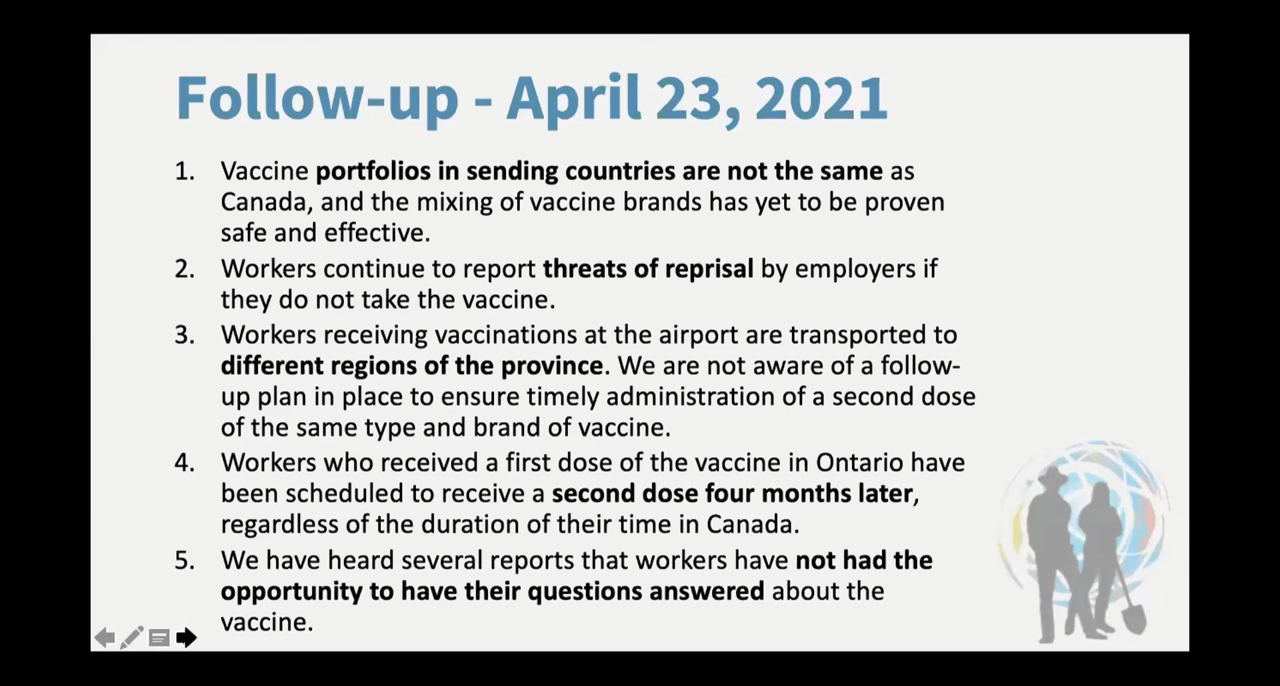 Follow-up - April 23, 2021
1. Vaccine portfolios in sending countries are not the same as
Canada, and the mixing of vaccine brands has yet to be proven
safe and effective.
2. Workers continue to report threats of reprisal by employers if
they do not take the vaccine.
3. Workers receiving vaccinations at the airport are transported to
different regions of the province. We are not aware of a follow-
up plan in place to ensure timely administration of a second dose
of the same type and brand of vaccine.
4. Workers who received a first dose of the vaccine in Ontario have
been scheduled to receive a second dose four months later,
regardless of the duration of their time in Canada.
5. We have heard several reports that workers have not had the
opportunity to have their questions answered about the
vaccine.